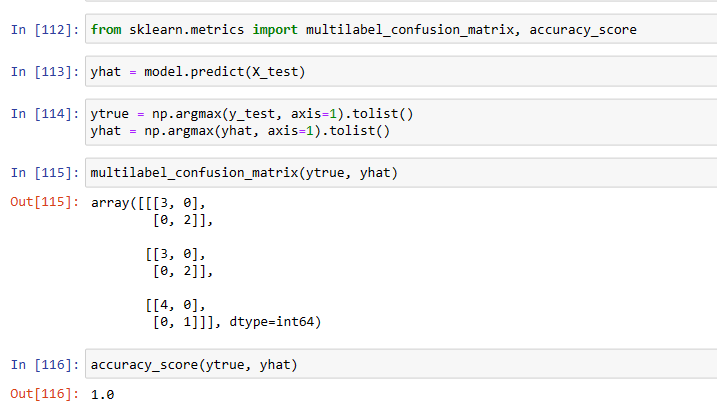 In [112]: from sklearn.metrics import multilabel_confusion_matrix, accuracy_score
In [113]: yhat = model.predict(X_test)
In [114]: ytrue = np.argmax(y_test, axis=1).tolist()
yhat = np.argmax(yhat, axis=1).tolist()
In [115]: multilabel_confusion_matrix(ytrue, yhat)
Out[115]: array([[[3, 0],
[0, 2]],
[[3, 0],
[0, 2]],
[[4, 0],
[0, 1]]], dtype=int64)
In [116]: accuracy_score(ytrue, yhat)
Out[116]: 1.0